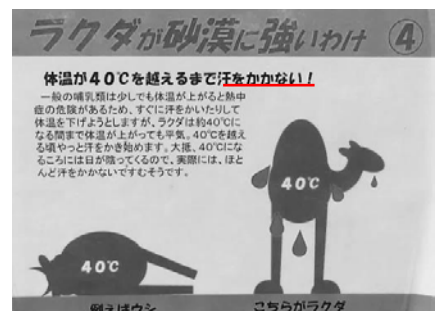 ラクダが砂漠に強いわけ ④
体温が40℃を越えるまで汗をかかない！
一般の哺乳類は少しでも体温が上がると熱中
症の危険があるため、すぐに汗をかいたりして
体温を下げようとしますが、ラクダは約40℃に
なる間まで体温が上がっても平気。40℃を越え
る頃やっと汗をかき始めます。大抵、40℃にな
るころには日が陰ってくるので、実際には、ほと
んど汗をかかないですむそうです。
40℃
40℃
例えばウシ
こちらがラクダ